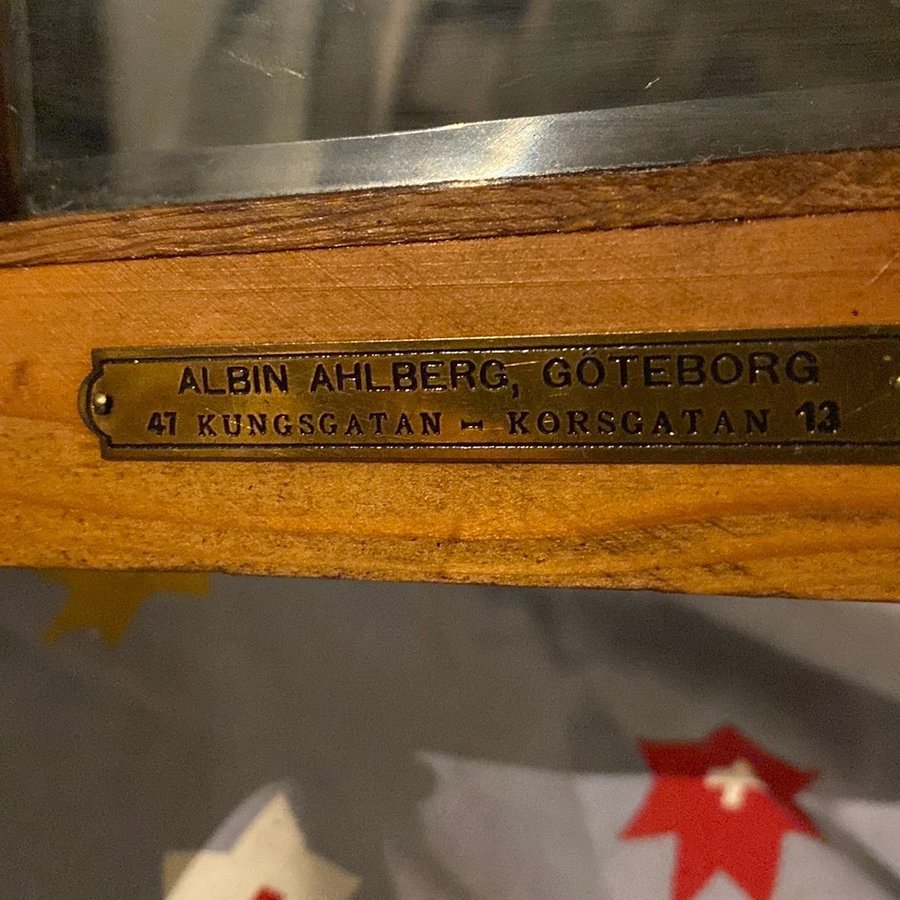 ALBIN AHLBERG, GÖTEBORG
47 KUNGSGATAN - KORSGATAN 13